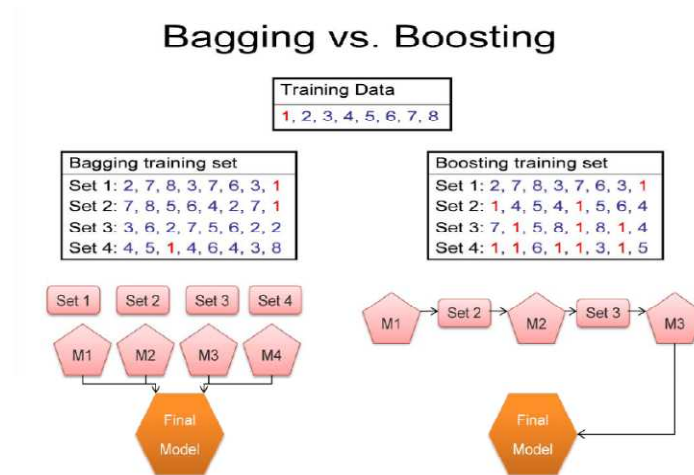 Bagging vs. Boosting
Training Data
1, 2, 3, 4, 5, 6, 7, 8
Bagging training set
Set 1: 2, 7, 8, 3, 7, 6, 3, 1
Set 2: 7, 8, 5, 6, 4, 2, 7, 1
Set 3: 3, 6, 2, 7, 5, 6, 2, 2
Set 4: 4, 5, 1, 4, 6, 4, 3, 8
Boosting training set
Set 1: 2, 7, 8, 3, 7, 6, 3, 1
Set 2: 1, 4, 5, 4, 1, 5, 6, 4
Set 3: 7, 1, 5, 8, 1, 8, 1, 4
Set 4: 1, 1, 6, 1, 1, 3, 1, 5
Set 1
Set 2
Set 3
Set 4
M1
M2
M3
M4
Final
Model
M1
Set 2
M2
Set 3
M3
Final
Model